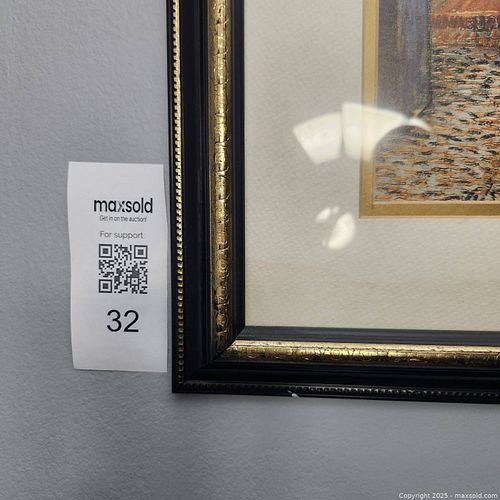 maxsold
Get in on the auction!
For support:
32
Copyright 2025 - maxsold.com